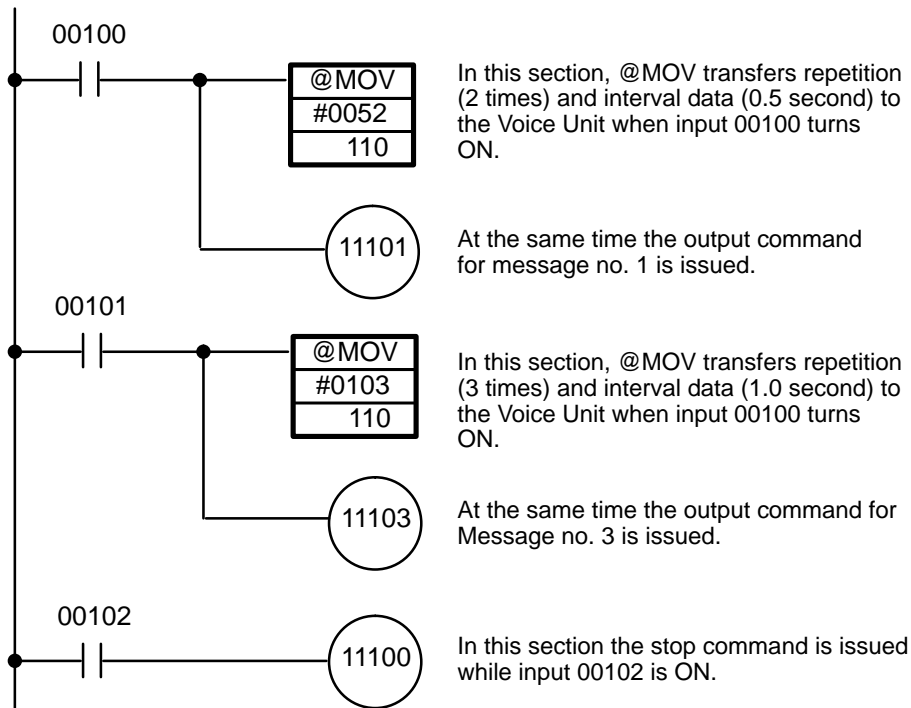 00100
@MOV
#0052
110
In this section, @MOV transfers repetition
(2 times) and interval data (0.5 second) to
the Voice Unit when input 00100 turns
ON.
11101
At the same time the output command
for message no. 1 is issued.
00101
@MOV
#0103
110
In this section, @MOV transfers repetition
(3 times) and interval data (1.0 second) to
the Voice Unit when input 00100 turns
ON.
11103
At the same time the output command for
Message no. 3 is issued.
00102
11100
In this section the stop command is issued
while input 00102 is ON.